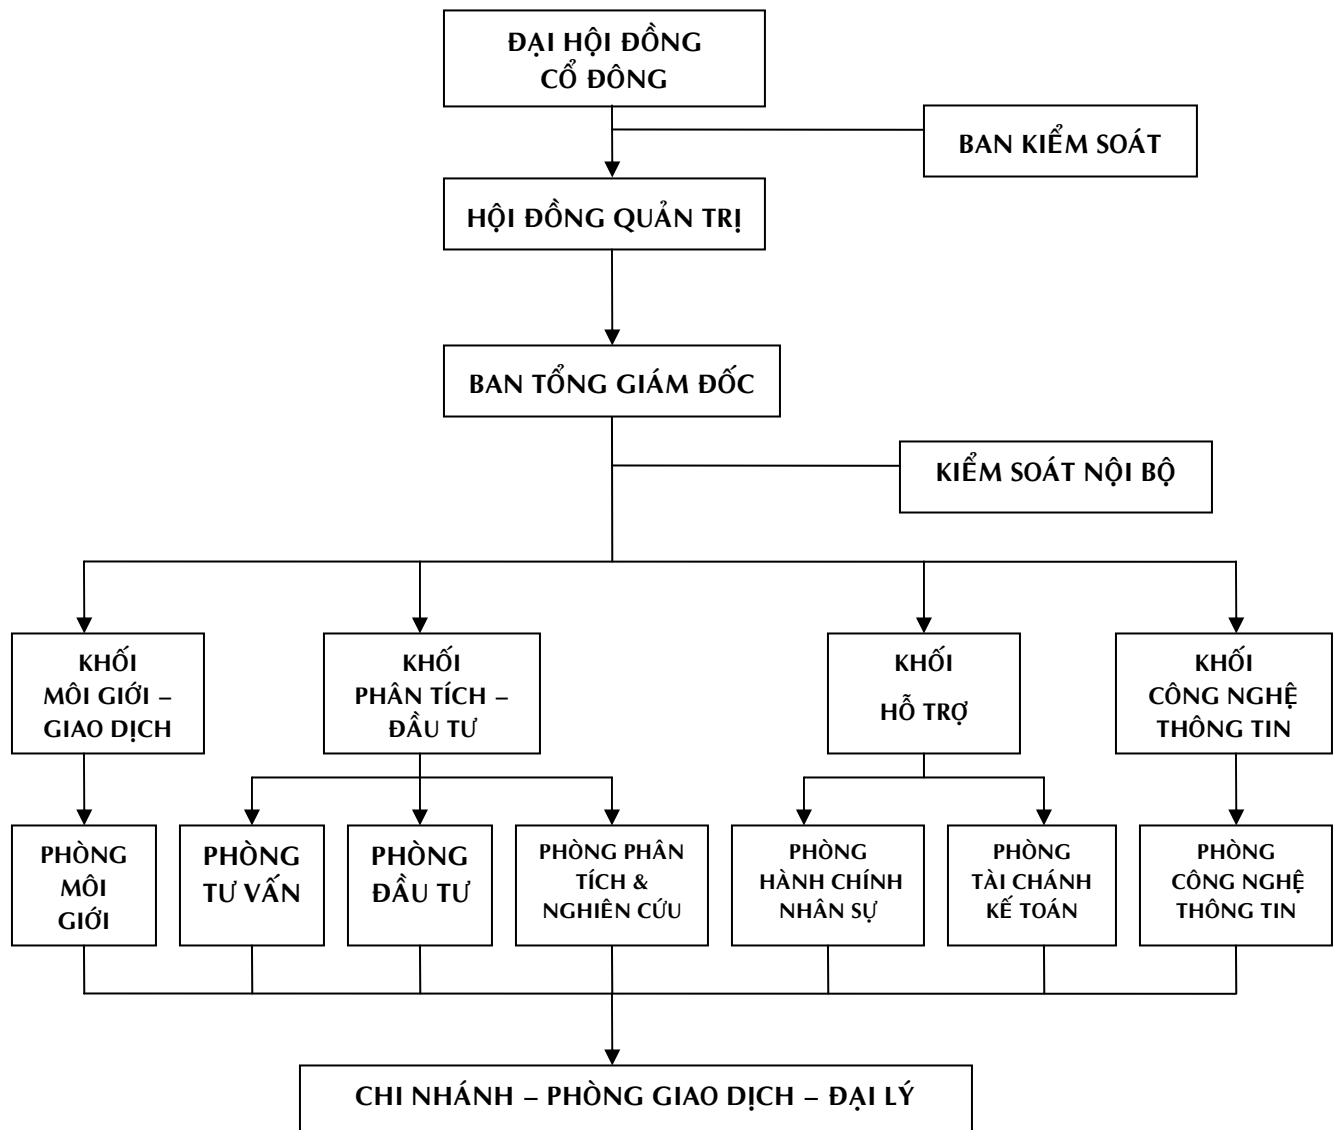 ĐẠI HỘI ĐỒNG
CỔ ĐÔNG
BAN KIỂM SOÁT
HỘI ĐỒNG QUẢN TRỊ
BAN TỔNG GIÁM ĐỐC
KIỂM SOÁT NỘI BỘ
KHỐI
MÔI GIỚI –
GIAO DỊCH
KHỐI
PHÂN TÍCH –
ĐẦU TƯ
KHỐI
HỖ TRỢ
KHỐI
CÔNG NGHỆ
THÔNG TIN
PHÒNG
MÔI
GIỚI
PHÒNG
TƯ VẤN
PHÒNG
ĐẦU TƯ
PHÒNG PHÂN
TÍCH &
NGHIÊN CỨU
PHÒNG
HÀNH CHÍNH
NHÂN SỰ
PHÒNG
TÀI CHÁNH
KẾ TOÁN
PHÒNG
CÔNG NGHỆ
THÔNG TIN
CHI NHÁNH – PHÒNG GIAO DỊCH – ĐẠI LÝ